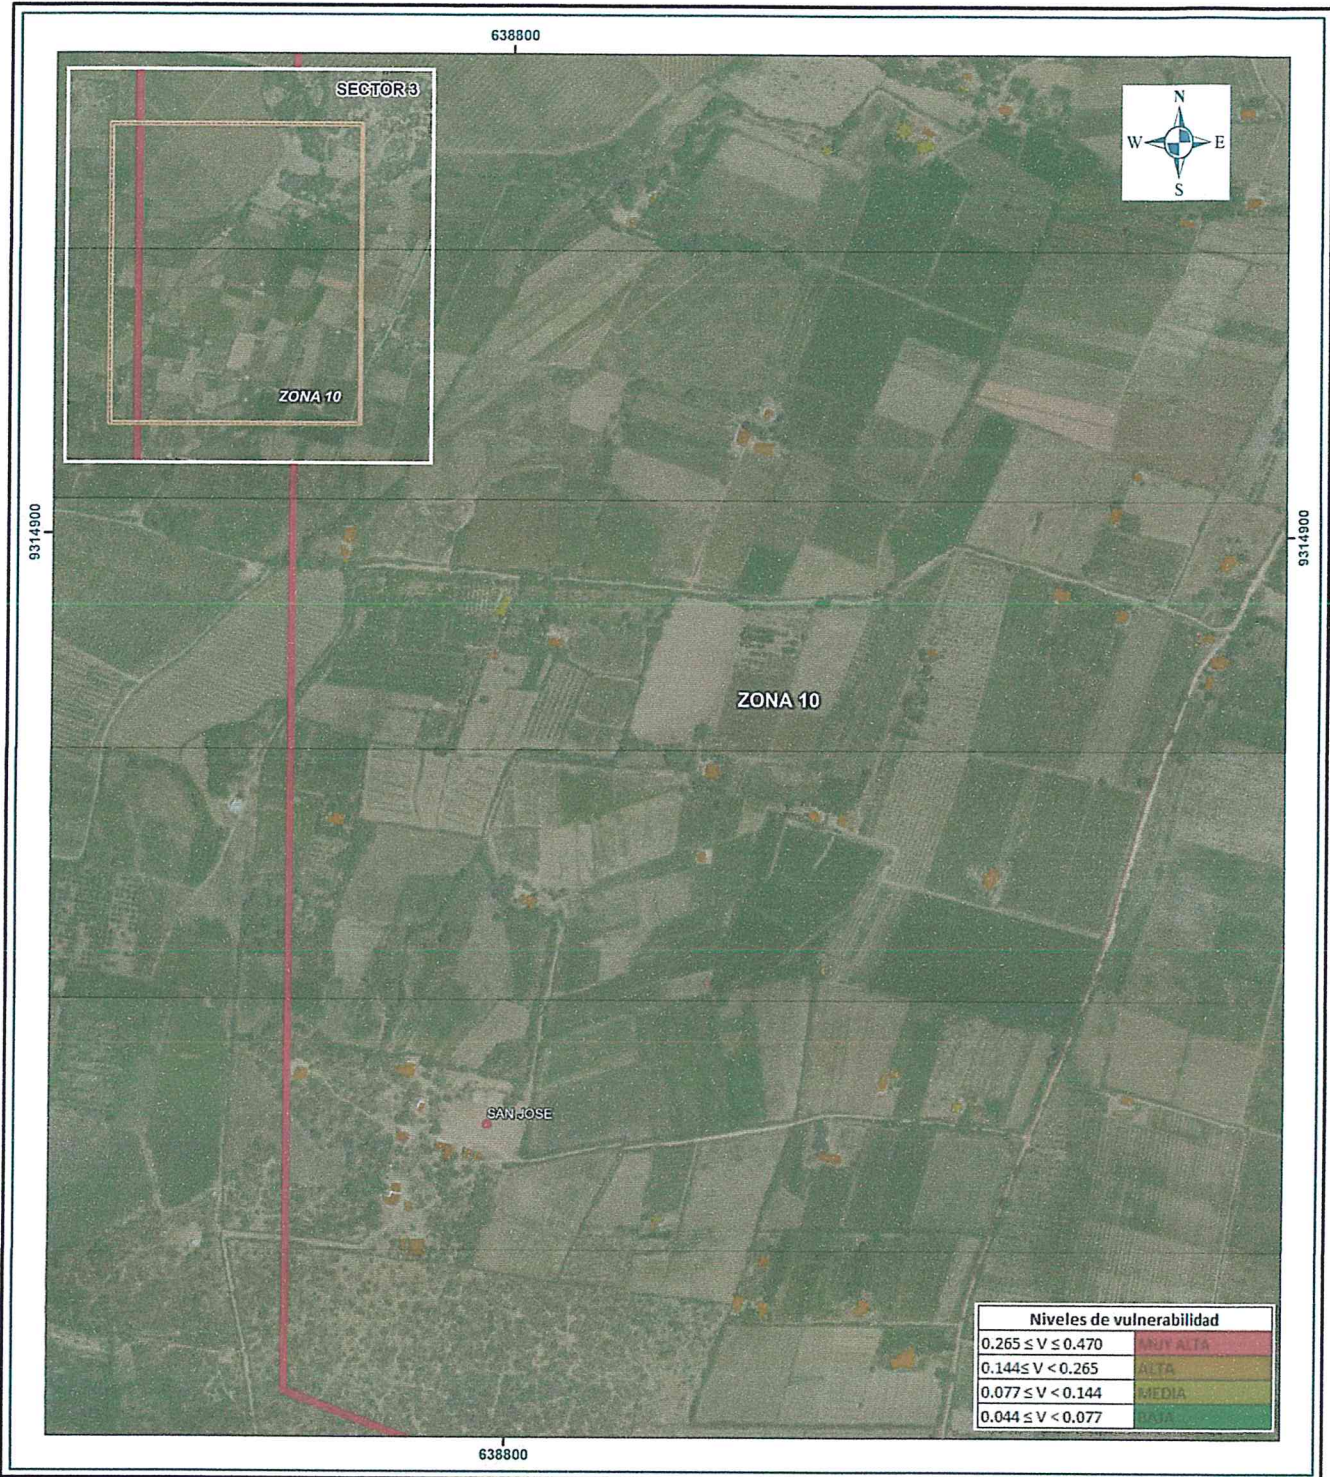 638800
SECTOR 3
N
W E
S
ZONA 10
9314900
9314900
ZONA 10
SAN JOSE
Niveles de vulnerabilidad
0.265 ≤ V ≤ 0.470 MUY ALTA
0.144≤ V < 0.265 ALTA
0.077 ≤ V < 0.144 MEDIA
0.044 ≤ V < 0.077 BAJA
638800